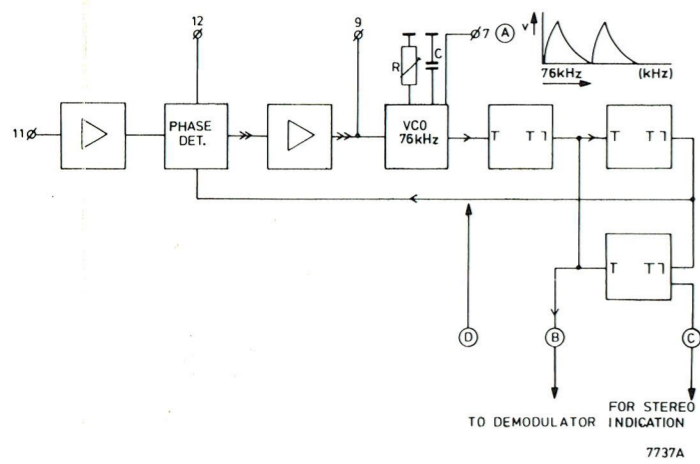 12
9
7 A
V
76kHz
(kHz)
R
C
11
PHASE
DET.
VCO
76kHz
T T
T T
T T
D
B
C
TO DEMODULATOR
FOR STEREO
INDICATION
7737A